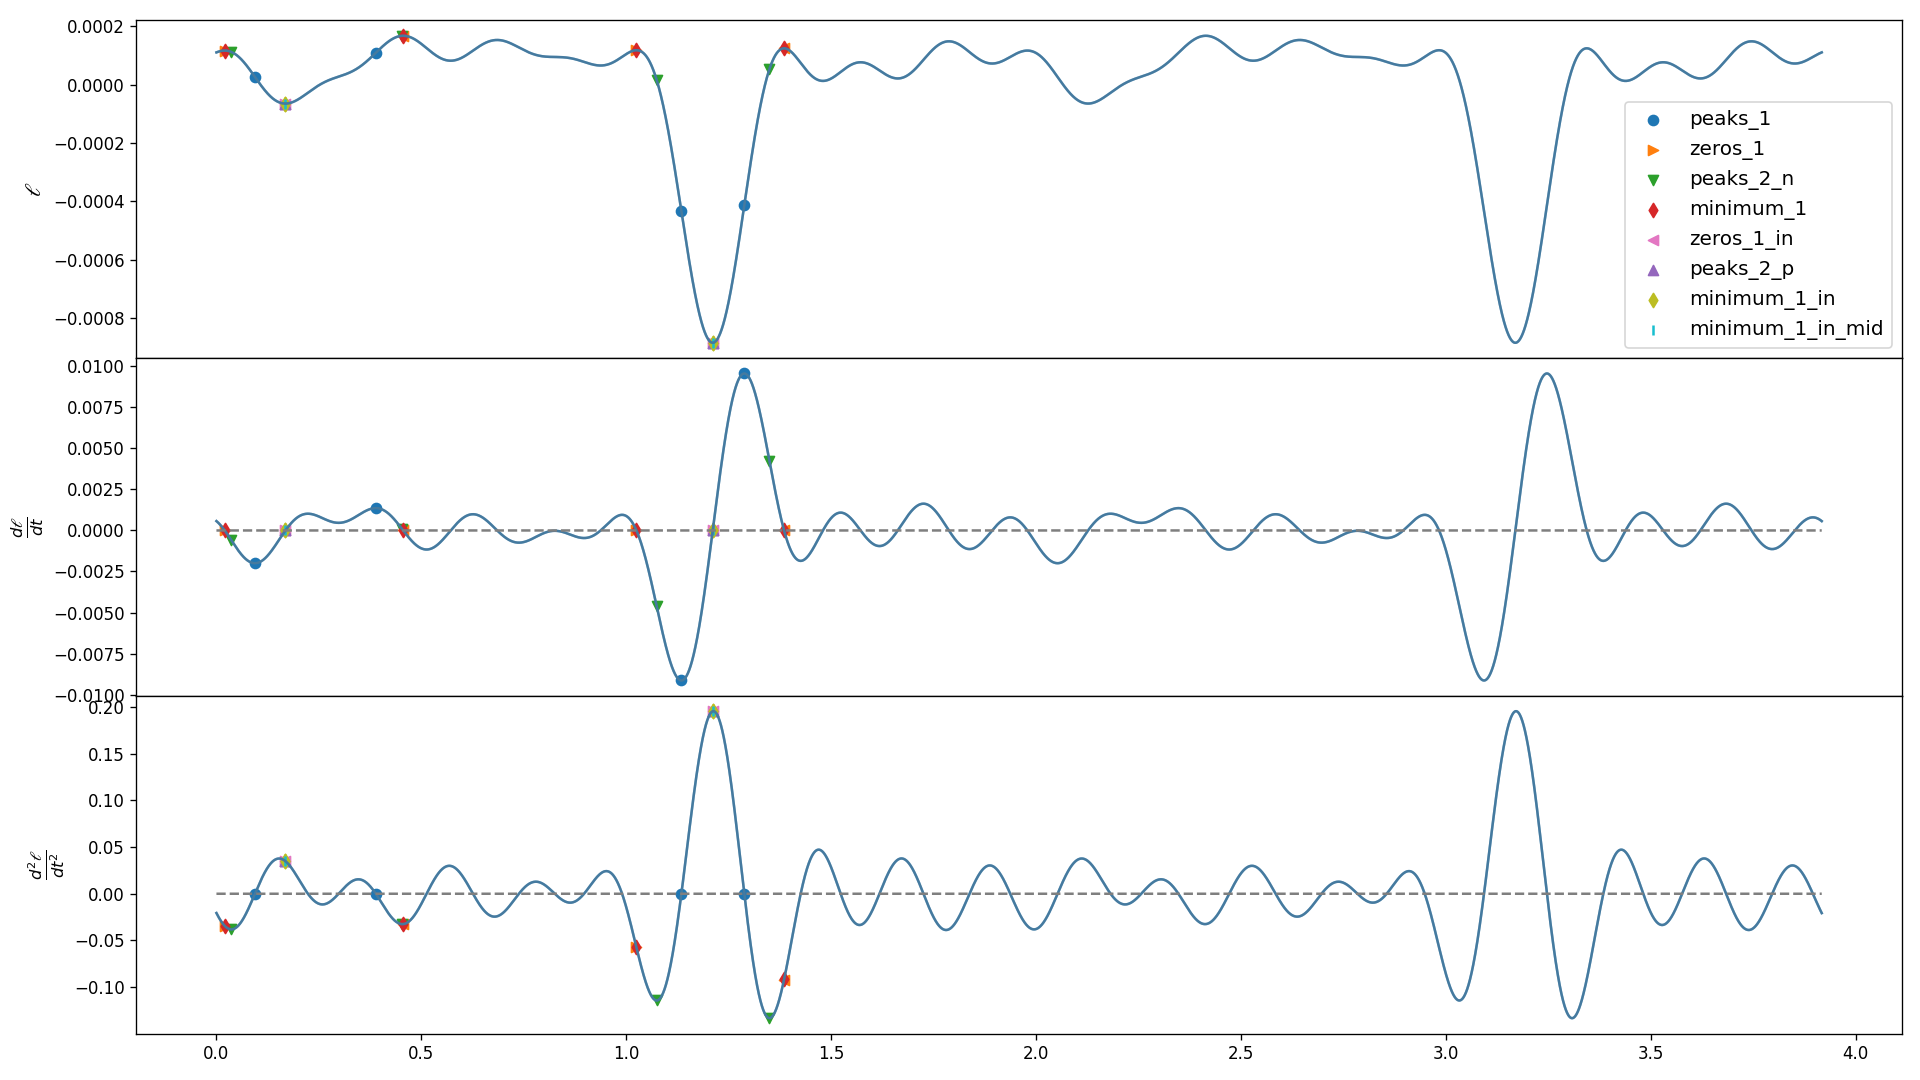 0.0002
0.0000
−0.0002
−0.0004
−0.0006
−0.0008
ℓ
peaks_1
zeros_1
peaks_2_n
minimum_1
zeros_1_in
peaks_2_p
minimum_1_in
minimum_1_in_mid
0.0100
0.0075
0.0050
0.0025
0.0000
−0.0025
−0.0050
−0.0075
−0.0100
dℓ
dt
0.20
0.15
0.10
0.05
0.00
−0.05
−0.10
d²ℓ
dt²
0.0 0.5 1.0 1.5 2.0 2.5 3.0 3.5 4.0